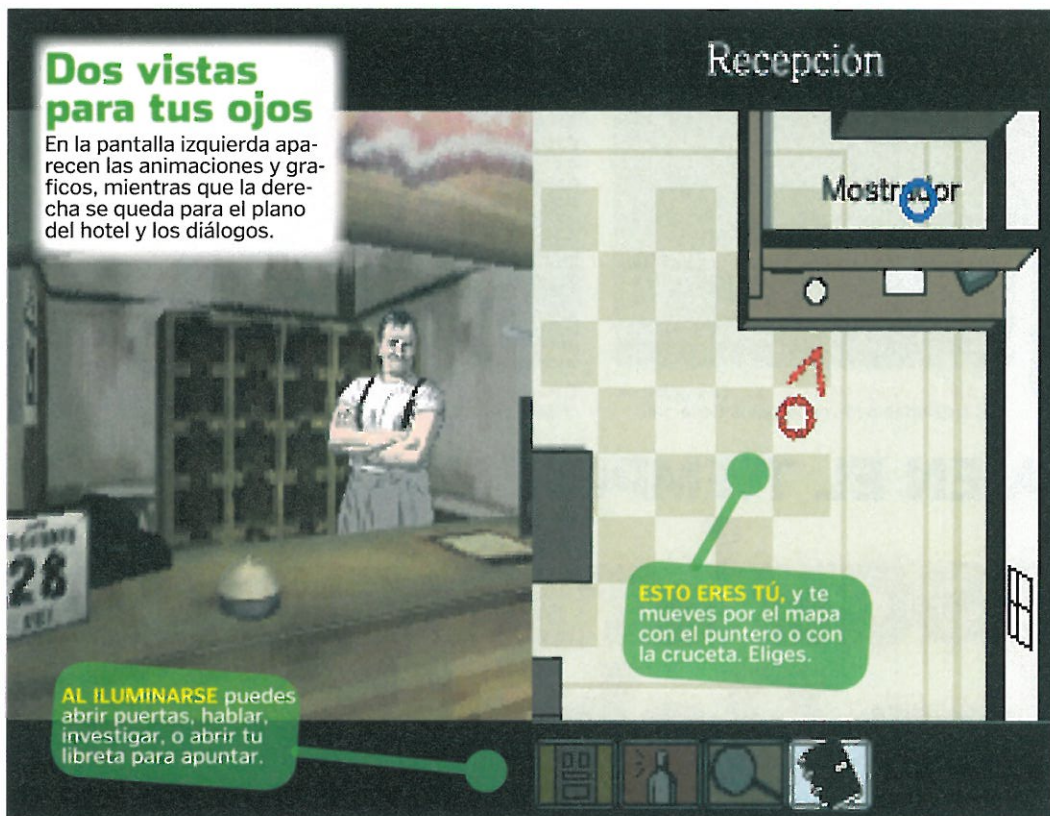 Dos vistas
para tus ojos
En la pantalla izquierda apa-
recen las animaciones y gra-
ficos, mientras que la dere-
cha se queda para el plano
del hotel y los diálogos.
Recepción
Mostrador
28
ESTO ERES TÚ, y te
mueves por el mapa
con el puntero o con
la cruceta. Eliges.
AL ILUMINARSE puedes
abrir puertas, hablar,
investigar, o abrir tu
libreta para apuntar.